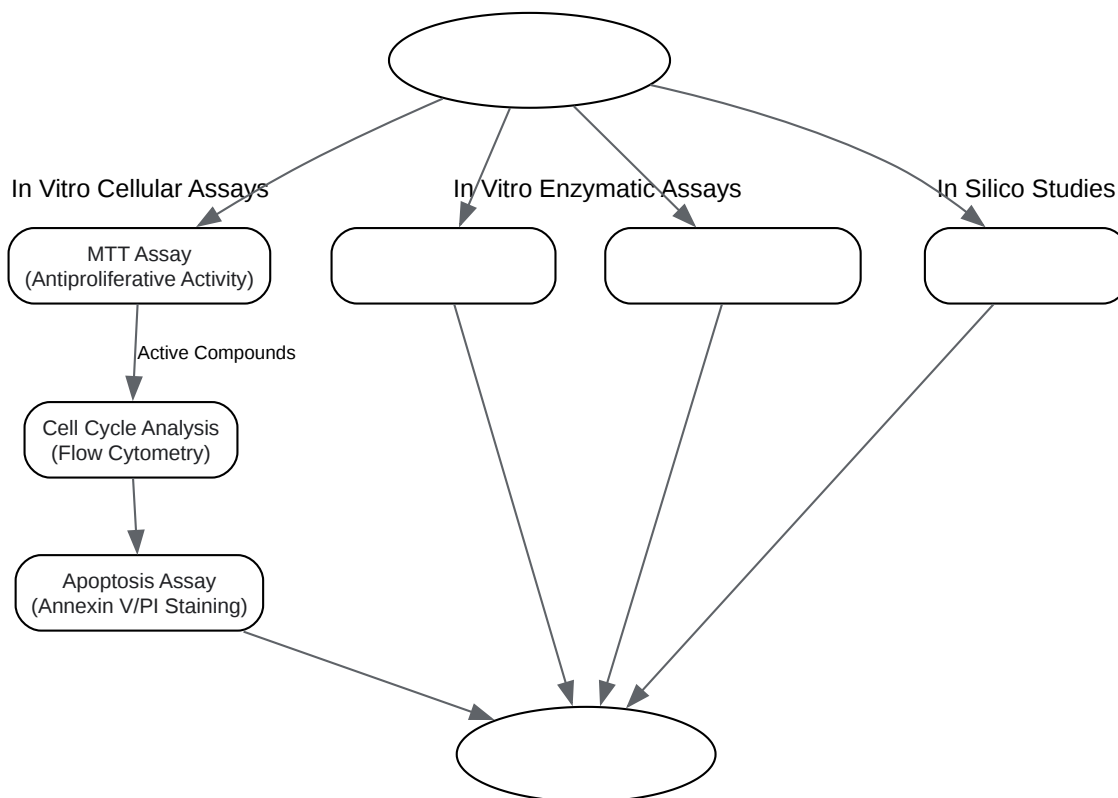 In Vitro Cellular Assays
In Vitro Enzymatic Assays
In Silico Studies
MTT Assay
(Antiproliferative Activity)
Active Compounds
Cell Cycle Analysis
(Flow Cytometry)
Apoptosis Assay
(Annexin V/PI Staining)